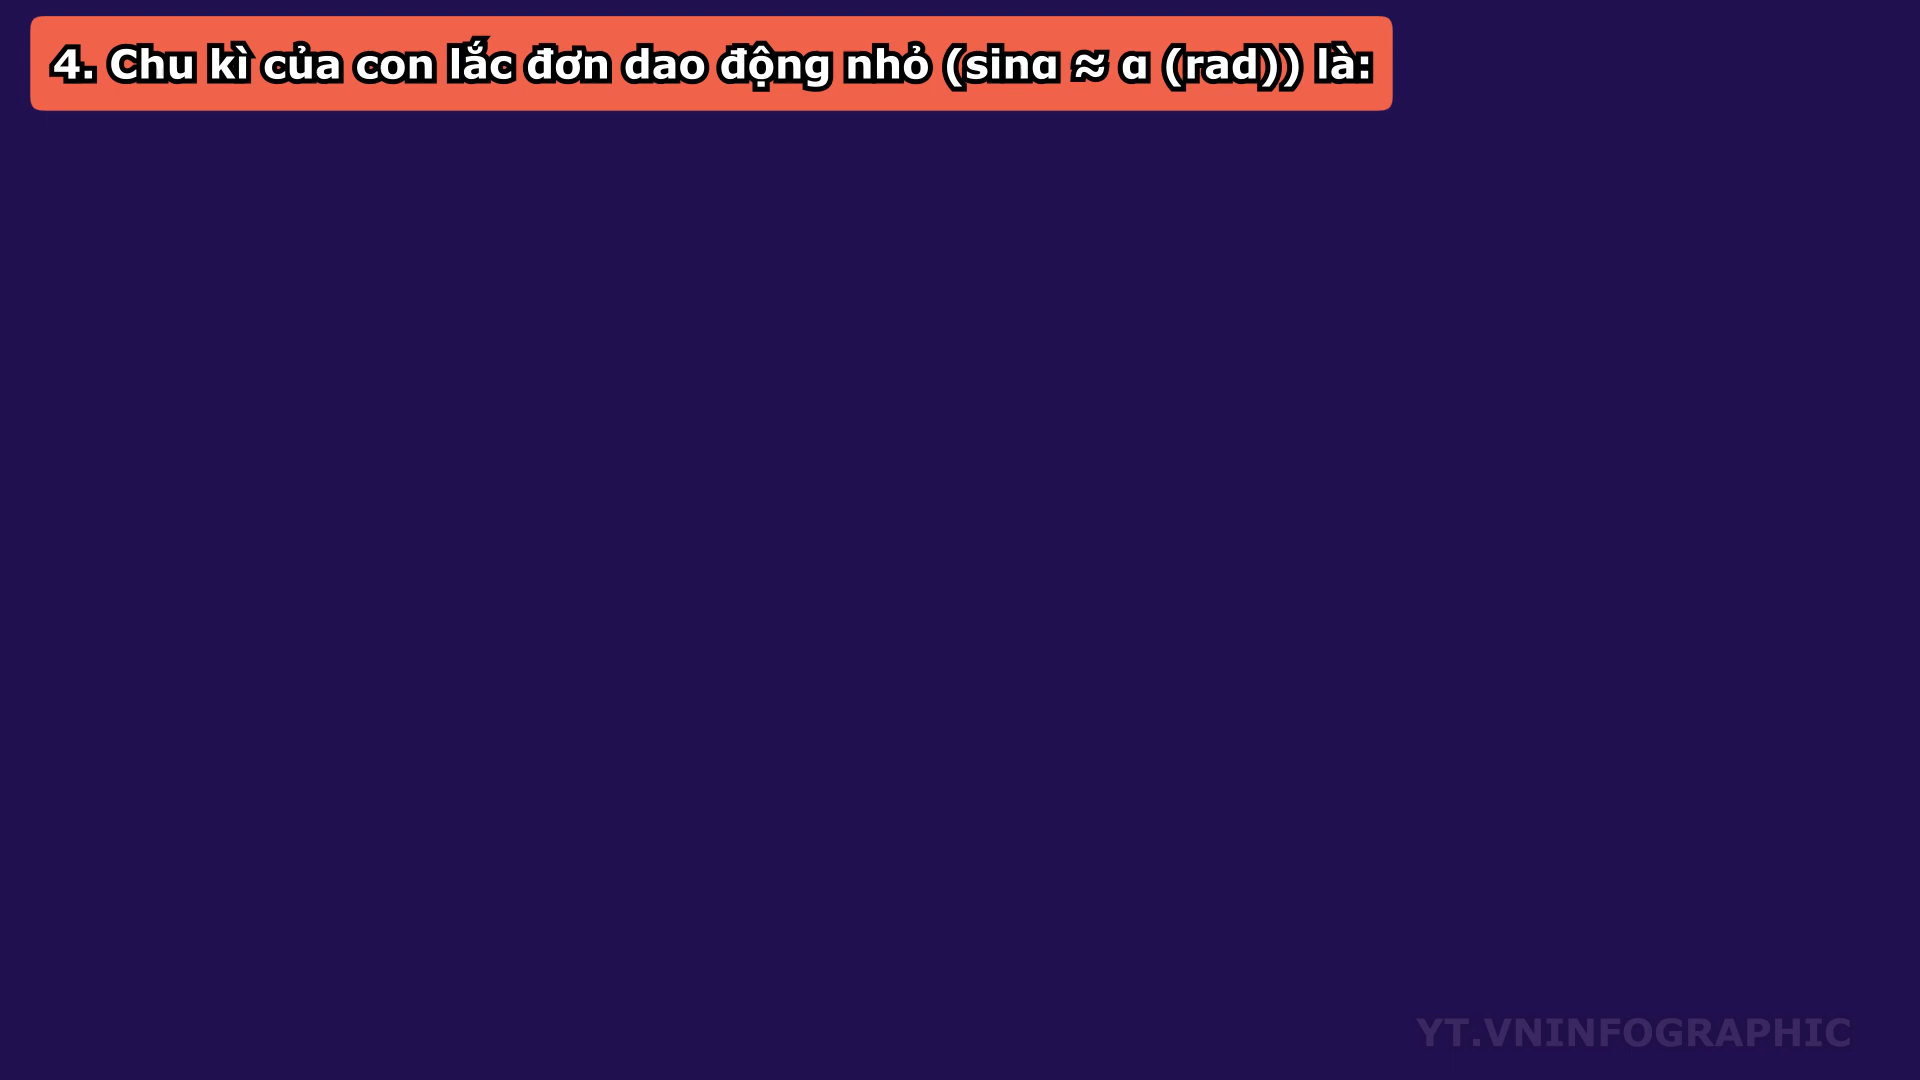 4. Chu kì của con lắc đơn dao động nhỏ (sinα ≈ α (rad)) là:
YT.VNINFOGRAPHIC